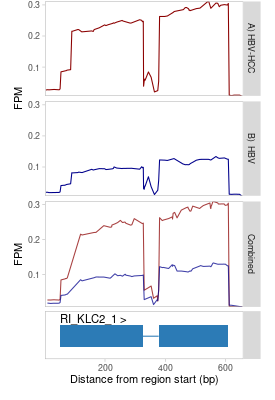 0.3
0.2
0.1
FPM
A) HBV-HCC
0.3
0.2
0.1
B) HBV
0.3
0.2
0.1
FPM
Combined
RI_KLC2_1 >
200
400
600
Distance from region start (bp)